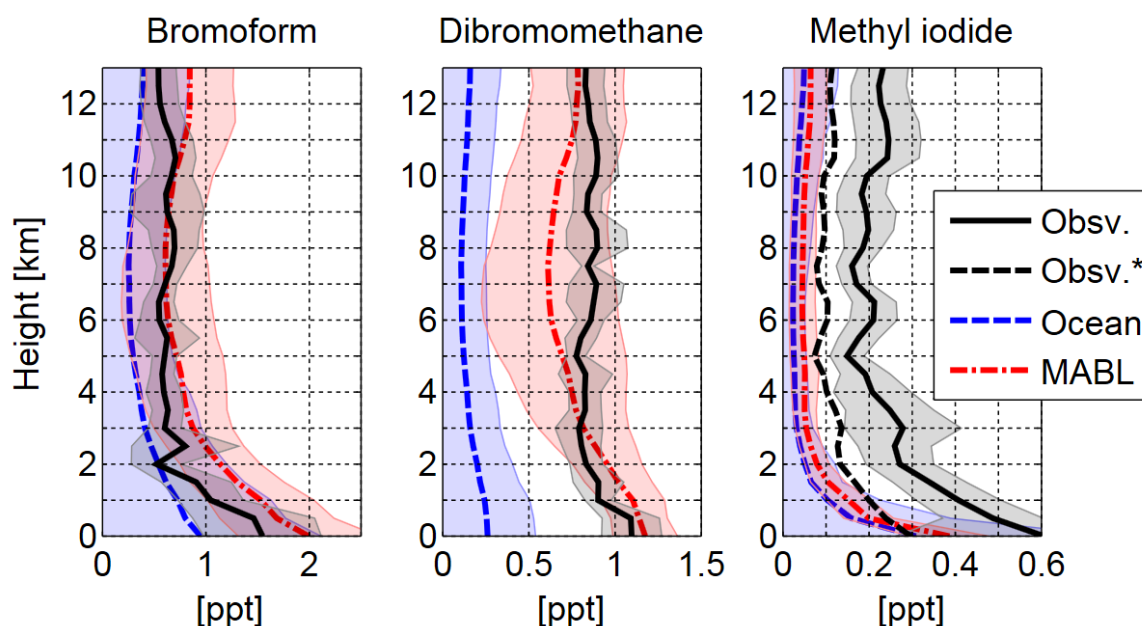 Bromoform
Dibromomethane
Methyl iodide
Height [km]
12
10
8
6
4
2
0
0 1 2
[ppt]
12
10
8
6
4
2
0
0 0.5 1 1.5
[ppt]
12
10
8
6
4
2
0
0 0.2 0.4 0.6
[ppt]
Obsv.
Obsv.*
Ocean
MABL